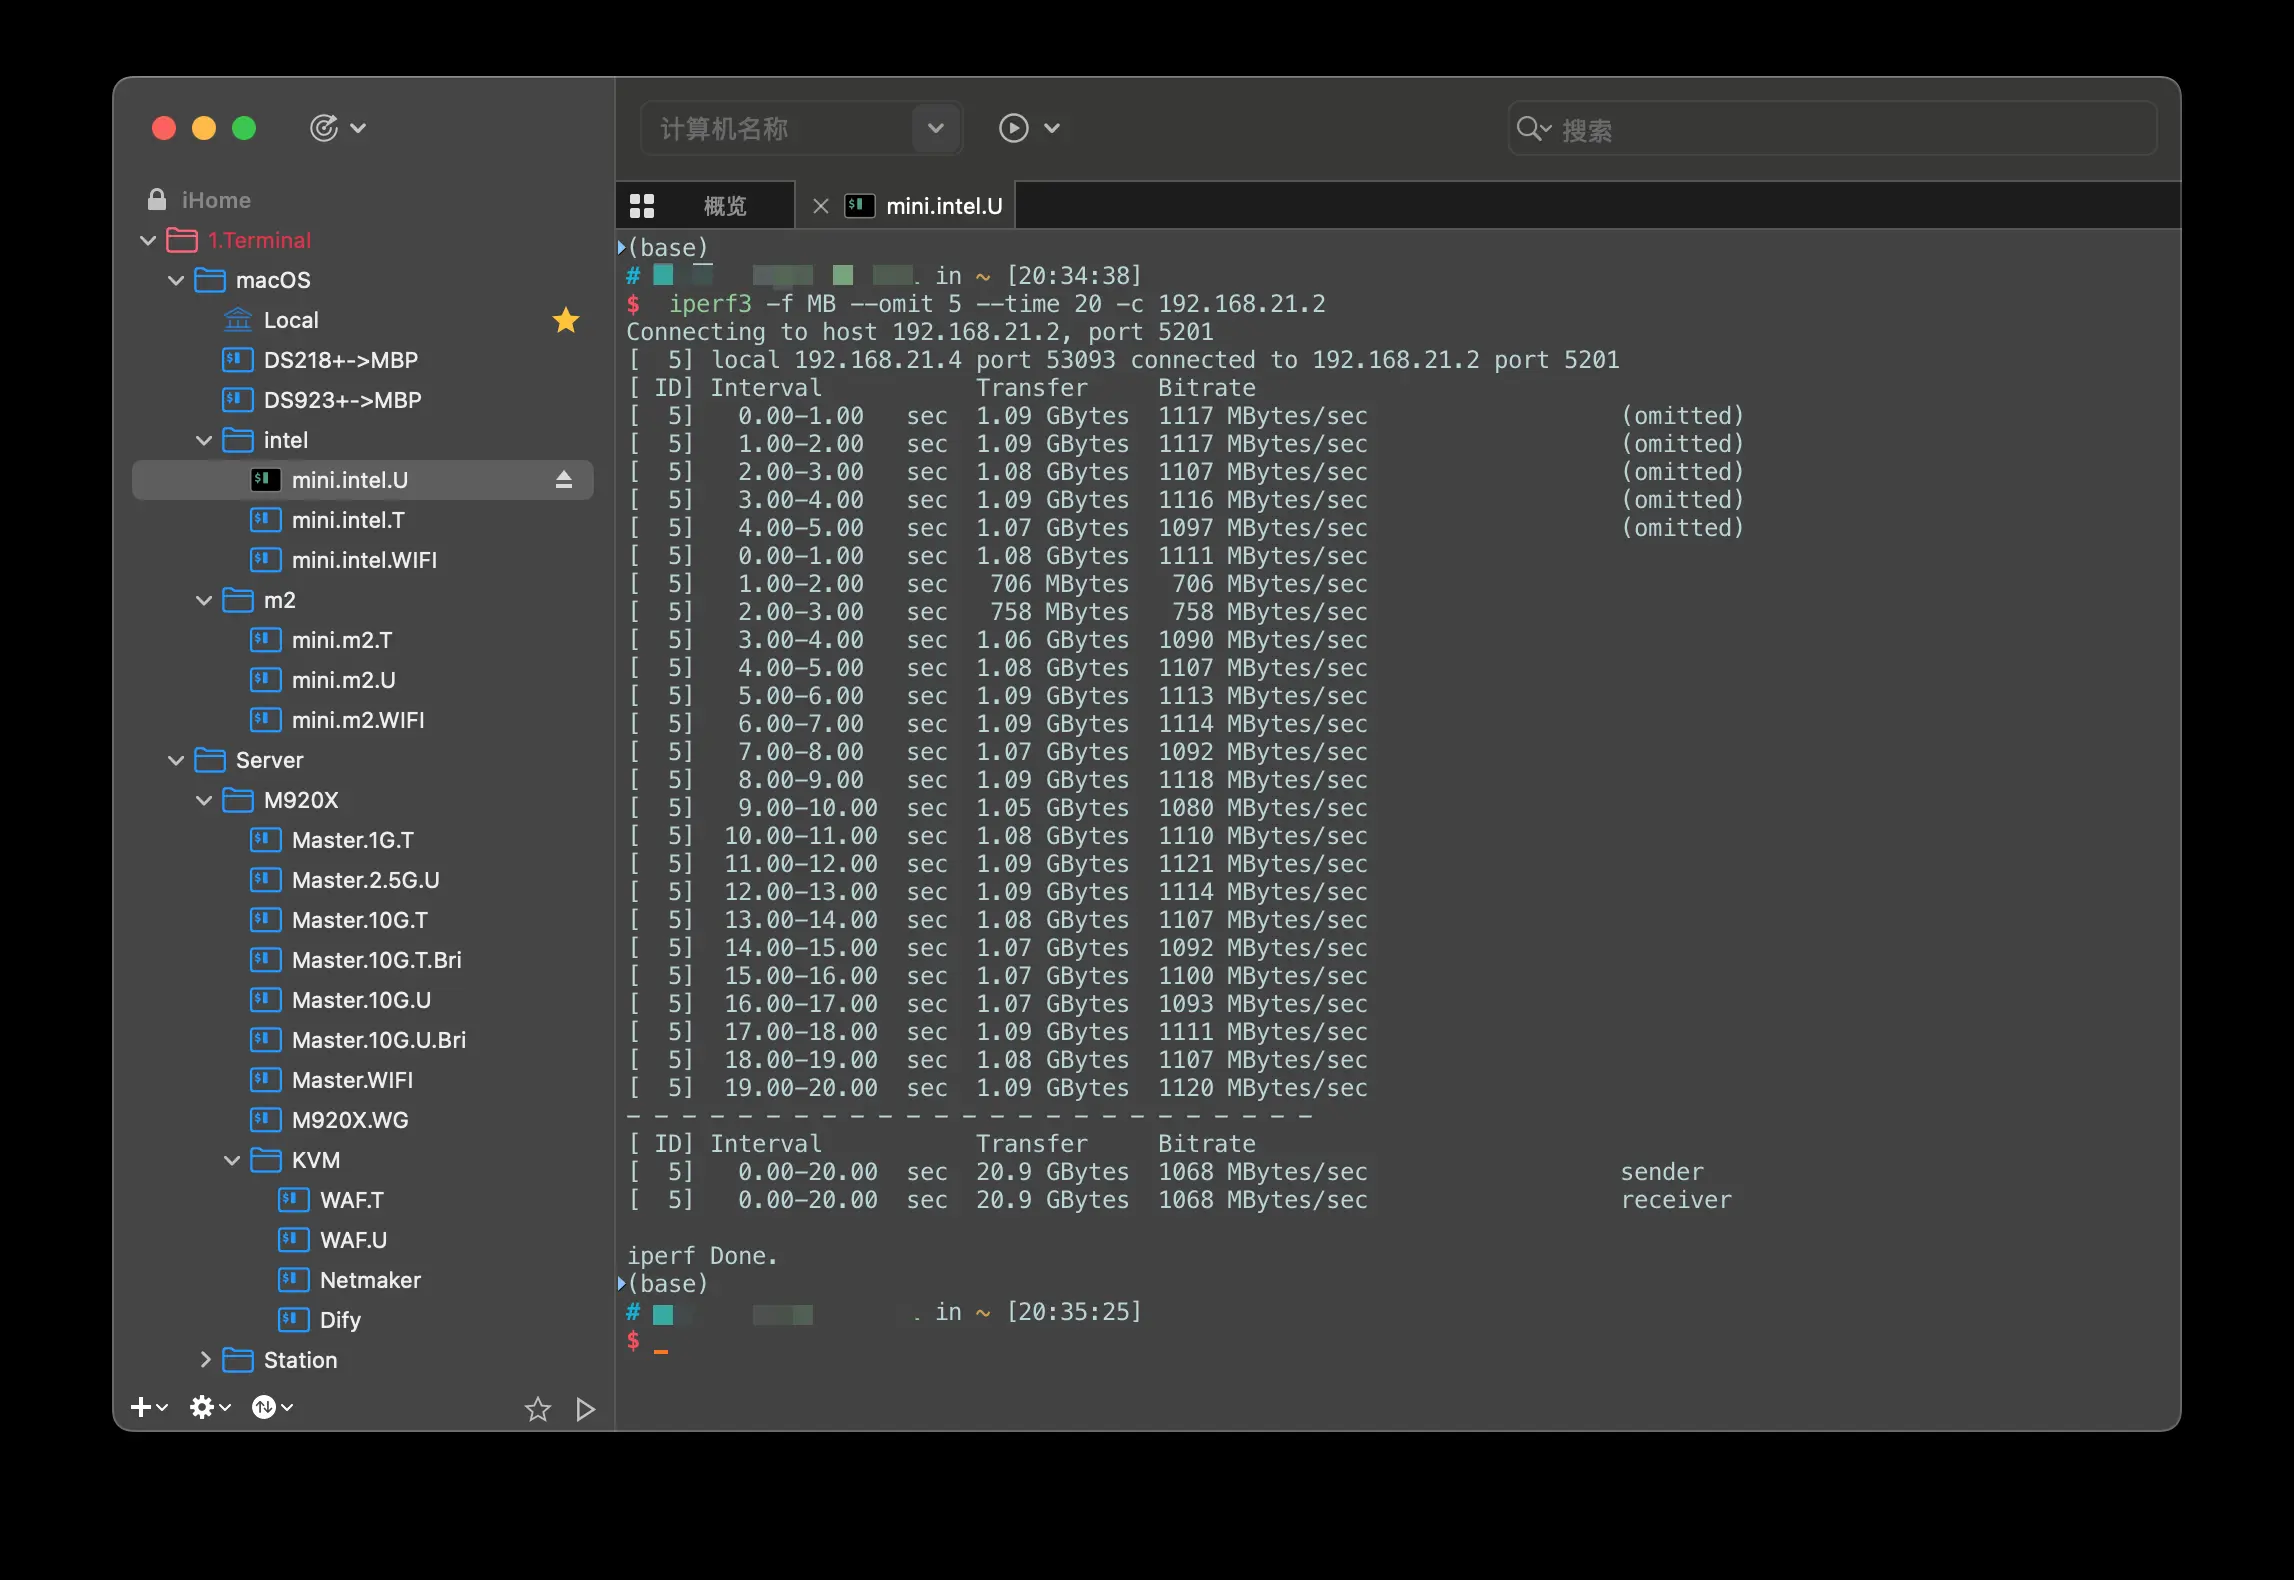 iHome
1.Terminal
macOS
Local
DS218+->MBP
DS923+->MBP
intel
mini.intel.U
mini.intel.T
mini.intel.WIFI
m2
mini.m2.T
mini.m2.U
mini.m2.WIFI
Server
M920X
Master.1G.T
Master.2.5G.U
Master.10G.T
Master.10G.T.Bri
Master.10G.U
Master.10G.U.Bri
Master.WIFI
M920X.WG
KVM
WAF.T
WAF.U
Netmaker
Dify
Station
计算机名称
搜索
概览
mini.intel.U
(base)
# . in ~ [20:34:38]
$ iperf3 -f MB --omit 5 --time 20 -c 192.168.21.2
Connecting to host 192.168.21.2, port 5201
[  5] local 192.168.21.4 port 53093 connected to 192.168.21.2 port 5201
[ ID] Interval           Transfer     Bitrate
[  5]   0.00-1.00   sec  1.09 GBytes  1117 MBytes/sec                  (omitted)
[  5]   1.00-2.00   sec  1.09 GBytes  1117 MBytes/sec                  (omitted)
[  5]   2.00-3.00   sec  1.08 GBytes  1107 MBytes/sec                  (omitted)
[  5]   3.00-4.00   sec  1.09 GBytes  1116 MBytes/sec                  (omitted)
[  5]   4.00-5.00   sec  1.07 GBytes  1097 MBytes/sec                  (omitted)
[  5]   0.00-1.00   sec  1.08 GBytes  1111 MBytes/sec
[  5]   1.00-2.00   sec   706 MBytes   706 MBytes/sec
[  5]   2.00-3.00   sec   758 MBytes   758 MBytes/sec
[  5]   3.00-4.00   sec  1.06 GBytes  1090 MBytes/sec
[  5]   4.00-5.00   sec  1.08 GBytes  1107 MBytes/sec
[  5]   5.00-6.00   sec  1.09 GBytes  1113 MBytes/sec
[  5]   6.00-7.00   sec  1.09 GBytes  1114 MBytes/sec
[  5]   7.00-8.00   sec  1.07 GBytes  1092 MBytes/sec
[  5]   8.00-9.00   sec  1.09 GBytes  1118 MBytes/sec
[  5]   9.00-10.00  sec  1.05 GBytes  1080 MBytes/sec
[  5]  10.00-11.00  sec  1.08 GBytes  1110 MBytes/sec
[  5]  11.00-12.00  sec  1.09 GBytes  1121 MBytes/sec
[  5]  12.00-13.00  sec  1.09 GBytes  1114 MBytes/sec
[  5]  13.00-14.00  sec  1.08 GBytes  1107 MBytes/sec
[  5]  14.00-15.00  sec  1.07 GBytes  1092 MBytes/sec
[  5]  15.00-16.00  sec  1.07 GBytes  1100 MBytes/sec
[  5]  16.00-17.00  sec  1.07 GBytes  1093 MBytes/sec
[  5]  17.00-18.00  sec  1.09 GBytes  1111 MBytes/sec
[  5]  18.00-19.00  sec  1.08 GBytes  1107 MBytes/sec
[  5]  19.00-20.00  sec  1.09 GBytes  1120 MBytes/sec
- - - - - - - - - - - - - - - - - - - - - - - - -
[ ID] Interval           Transfer     Bitrate
[  5]   0.00-20.00  sec  20.9 GBytes  1068 MBytes/sec                  sender
[  5]   0.00-20.00  sec  20.9 GBytes  1068 MBytes/sec                  receiver
iperf Done.
(base)
# . in ~ [20:35:25]
$ _